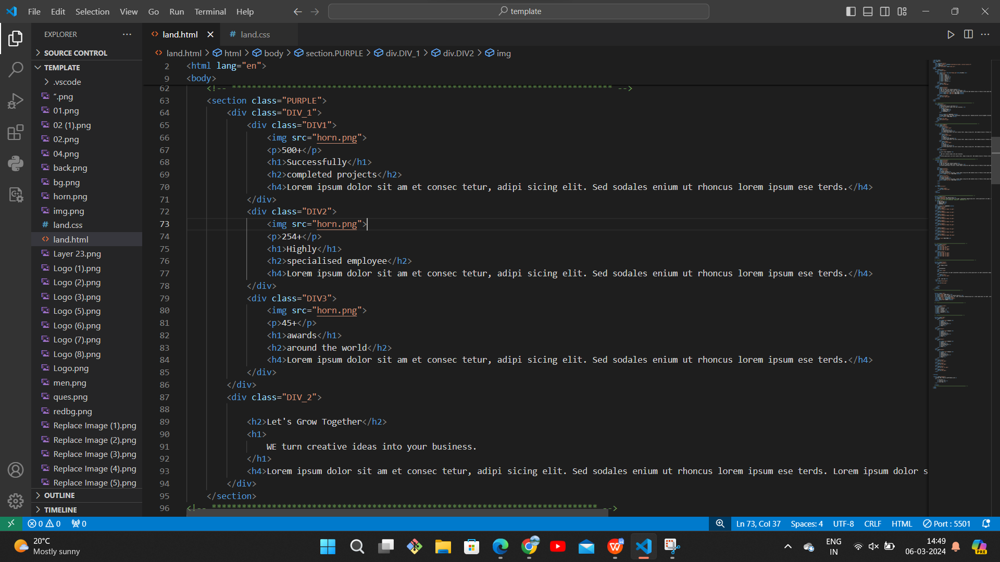 File Edit Selection View Go Run Terminal Help
template
EXPLORER
SOURCE CONTROL
TEMPLATE
.vscode
“.png
01.png
02 (1).png
02.png
04.png
back.png
bg.png
horn.png
img.png
# land.css
<> land.html
Layer 23.png
Logo (1).png
Logo (2).png
Logo (3).png
Logo (5).png
Logo (6).png
Logo (7).png
Logo (8).png
Logo.png
men.png
ques.png
redbg.png
Replace Image (1).png
Replace Image (2).png
Replace Image (3).png
Replace Image (4).png
Replace Image (5).png
OUTLINE
TIMELINE
<> land.html # land.css
<> land.html > html > body > section.PURPLE > div.DIV_1 > div.DIV2 > img
2 <html lang="en">
9 <body>
62 <!-- **************************************************************************** -->
63 <section class="PURPLE">
64 <div class="DIV_1">
65 <div class="DIV1">
66 <img src="horn.png">
67 <p>500+</p>
68 <h1>Successfully</h1>
69 <h2>completed projects</h2>
70 <h4>Lorem ipsum dolor sit am et consec tetur, adipi sicing elit. Sed sodales enium ut rhoncus lorem ipsum ese terds.</h4>
71 </div>
72 <div class="DIV2">
73 <img src="horn.png">
74 <p>254+</p>
75 <h1>Highly</h1>
76 <h2>specialised employee</h2>
77 <h4>Lorem ipsum dolor sit am et consec tetur, adipi sicing elit. Sed sodales enium ut rhoncus lorem ipsum ese terds.</h4>
78 </div>
79 <div class="DIV3">
80 <img src="horn.png">
81 <p>45+</p>
82 <h1>awards</h1>
83 <h2>around the world</h2>
84 <h4>Lorem ipsum dolor sit am et consec tetur, adipi sicing elit. Sed sodales enium ut rhoncus lorem ipsum ese terds.</h4>
85 </div>
86 </div>
87 <div class="DIV_2">
88
89 <h2>Let's Grow Together</h2>
90 <h1>
91 WE turn creative ideas into your business.
92 </h1>
93 <h4>Lorem ipsum dolor sit am et consec tetur, adipi sicing elit. Sed sodales enium ut rhoncus lorem ipsum ese terds. Lorem ipsum dolor s
94 </div>
95 </section>
96 <!-- ***************************************************************************** -->
0 0 0 Ln 73, Col 37 Spaces: 4 UTF-8 CRLF HTML Port : 5501
20°C
Mostly sunny
ENG
IN
14:49
06-03-2024
PRE